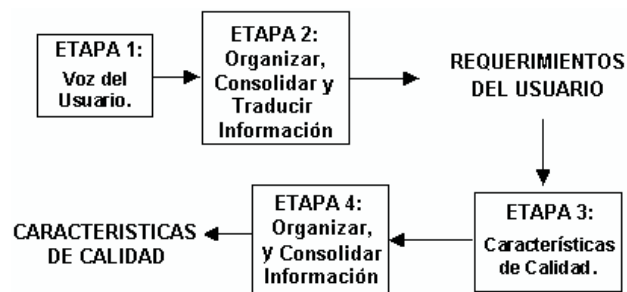 ETAPA 1:
Voz del
Usuario.
ETAPA 2:
Organizar,
Consolidar y
Traducir
Información
REQUERIMIENTOS
DEL USUARIO
ETAPA 3:
Características
de Calidad.
ETAPA 4:
Organizar,
y Consolidar
Información
CARACTERISTICAS
DE CALIDAD